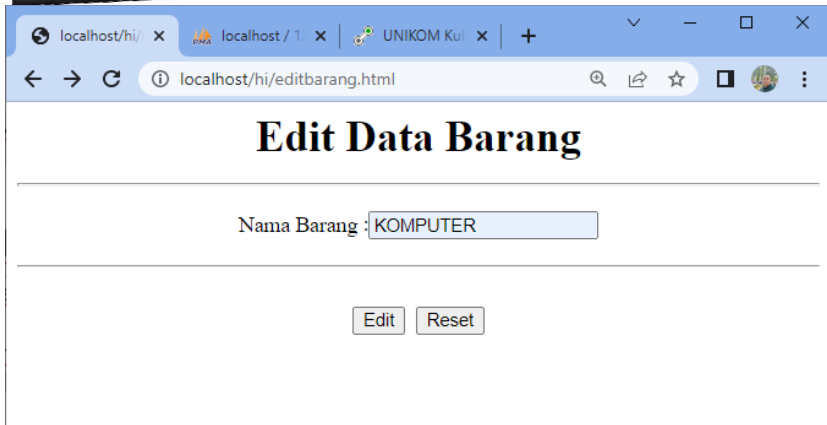 localhost/hi/
localhost / 1
UNIKOM Kul
localhost/hi/editbarang.html
Edit Data Barang
Nama Barang :KOMPUTER
Edit Reset